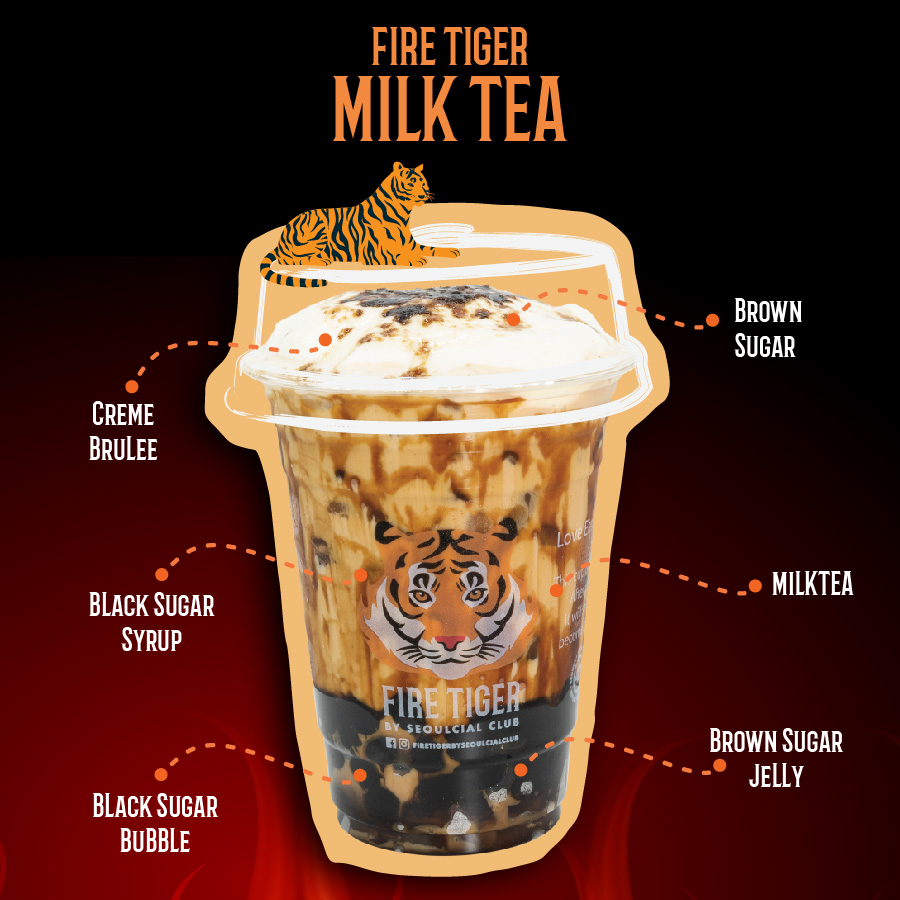 FIRE TIGER
MILK TEA
BROWN
SUGAR
CREME
BRULEE
BLACK SUGAR
SYRUP
MILKTEA
FIRE TIGER
BY SEOULCIAL CLUB
FIRETIGERBYSEOULCIALCLUB
BROWN SUGAR
JELLY
BLACK SUGAR
BUBBLE
Love